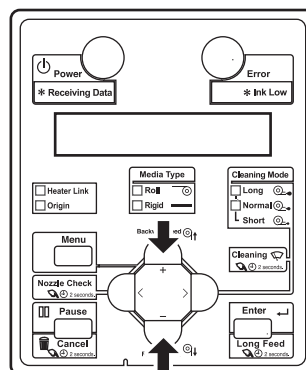 Power
Error
* Receiving Data
* Ink Low
Media Type
Roll
Rigid
Cleaning Mode
Long
Normal
Short
Heater Link
Origin
Menu
+
Cleaning
2 seconds.
Nozzle Check
2 seconds.
< >
Pause
−
Enter
Cancel
2 seconds.
Long Feed
2 seconds.